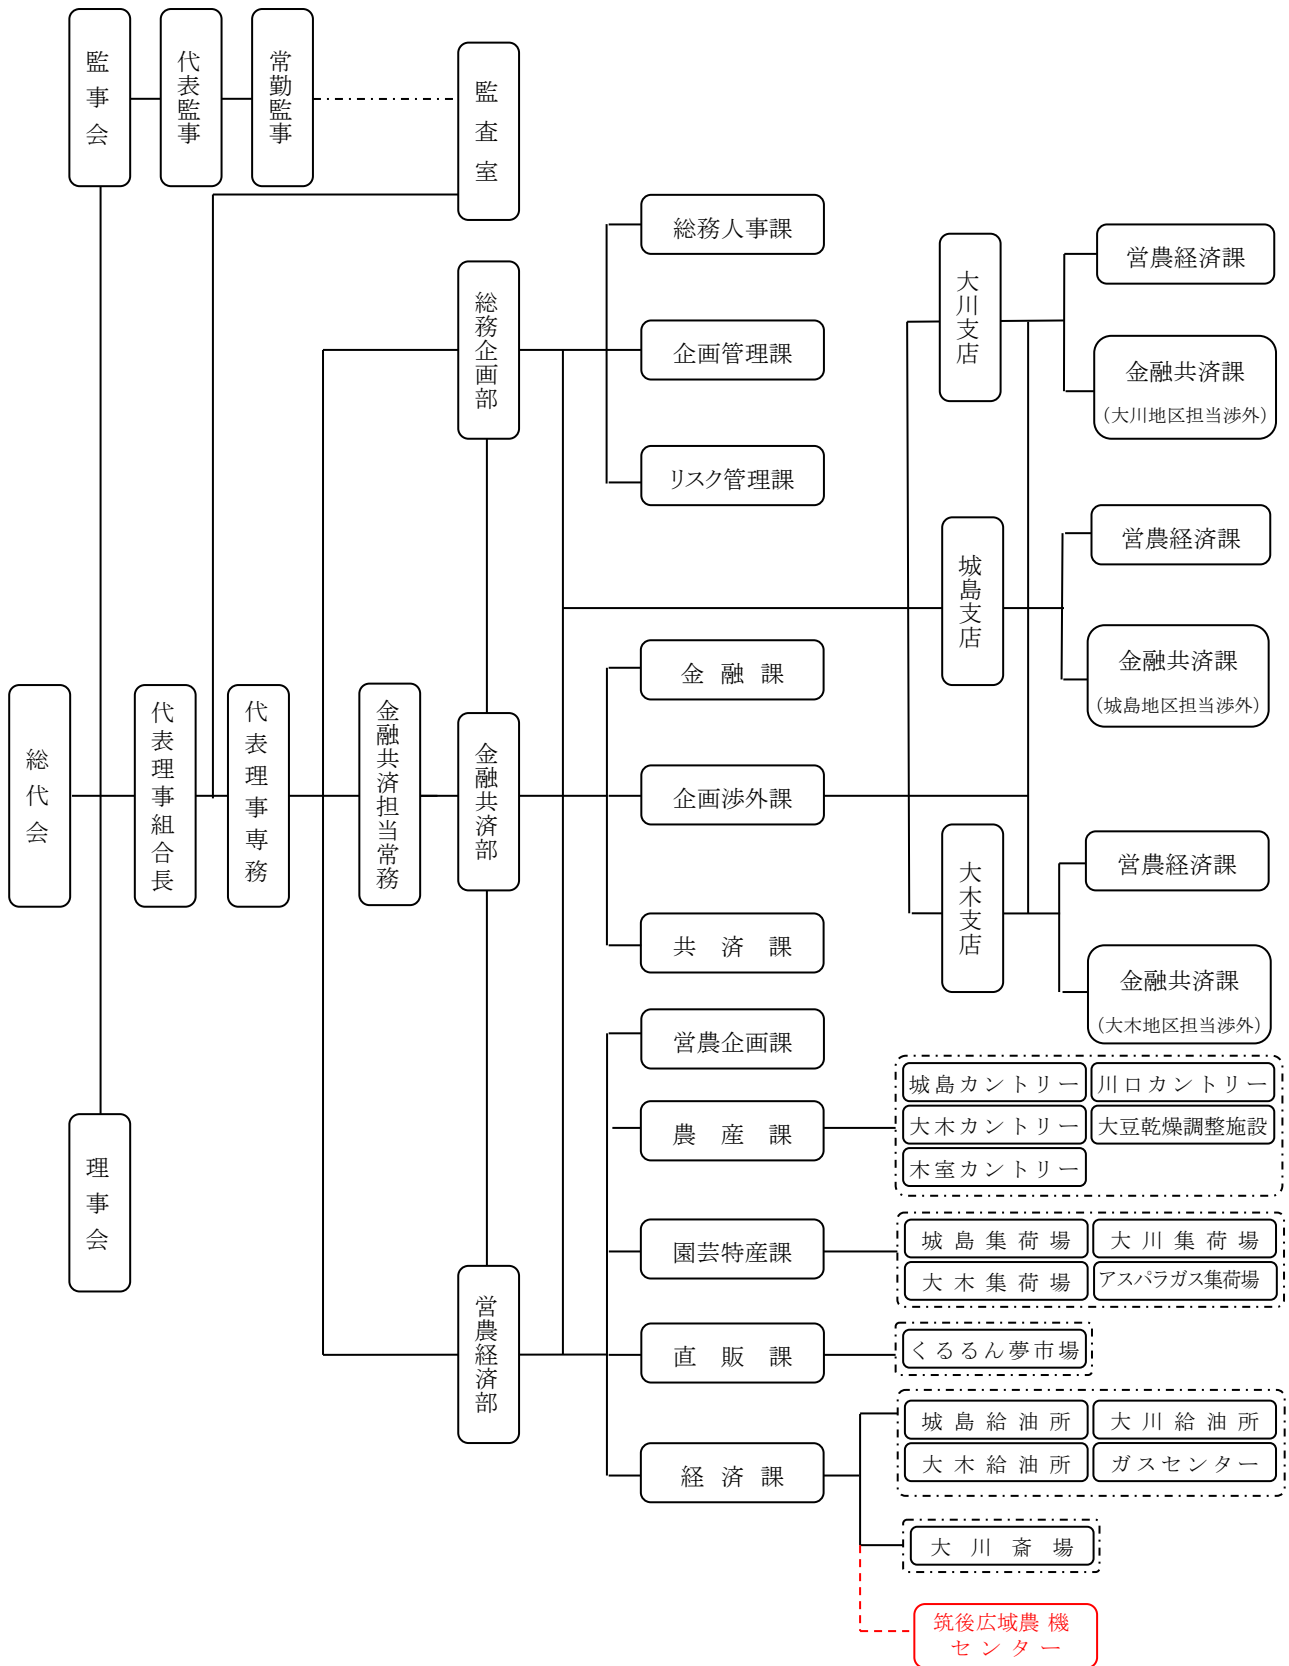 監事会
代表監事
常勤監事
監査室
総務企画部
総務人事課
企画管理課
リスク管理課
大川支店
営農経済課
金融共済課
(大川地区担当渉外)
城島支店
営農経済課
金融共済課
(城島地区担当渉外)
総代会
代表理事組合長
代表理事専務
金融共済担当常務
金融共済部
金融課
企画渉外課
共済課
大木支店
営農経済課
金融共済課
(大木地区担当渉外)
理事会
営農経済部
営農企画課
農産課
城島カントリー
川口カントリー
大木カントリー
大豆乾燥調整施設
木室カントリー
園芸特産課
城島集荷場
大川集荷場
大木集荷場
アスパラガス集荷場
直販課
くるるん夢市場
経済課
城島給油所
大川給油所
大木給油所
ガスセンター
大川斎場
筑後広域農機
センター